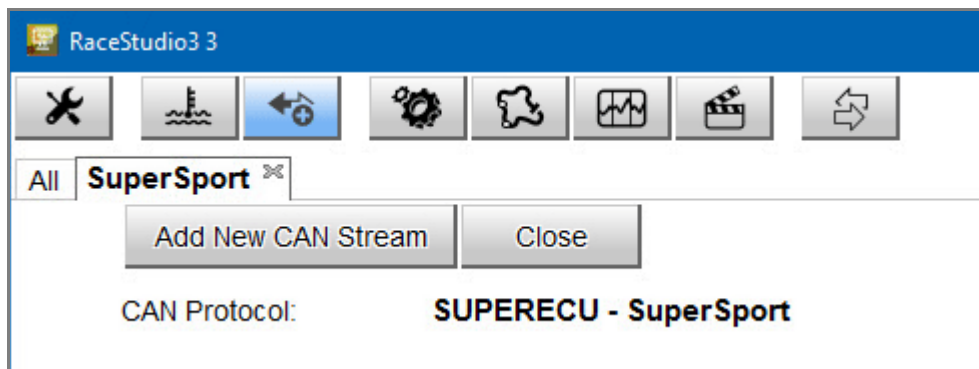 RaceStudio3 3
All SuperSport
Add New CAN Stream Close
CAN Protocol: SUPERECU - SuperSport